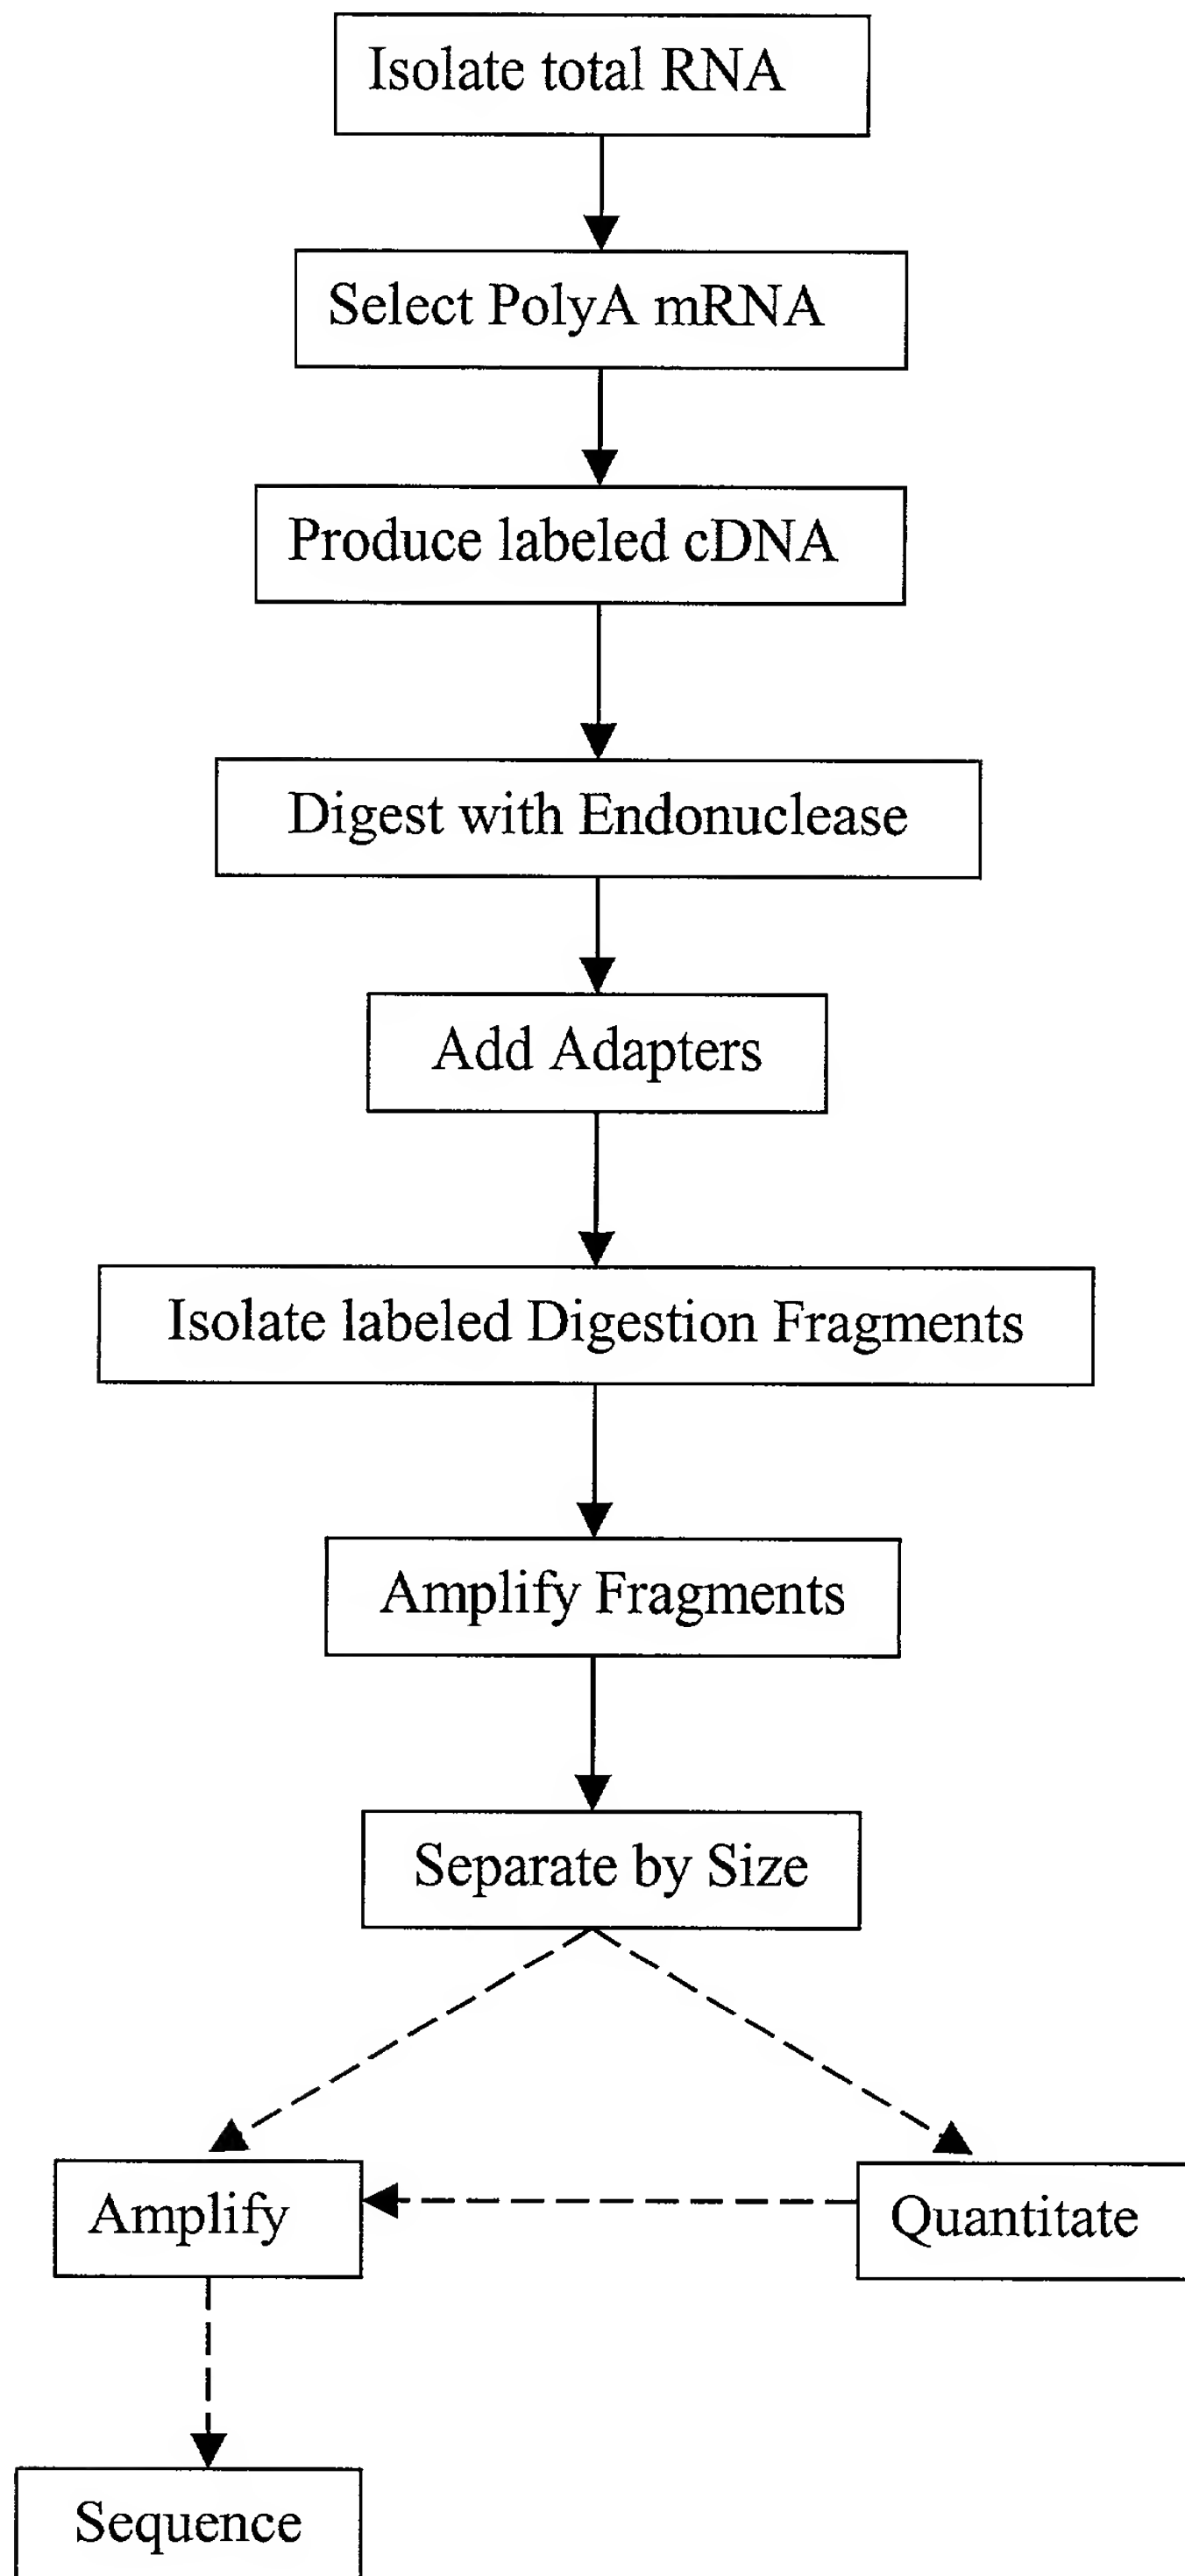 Isolate total RNA
Select PolyA mRNA
Produce labeled cDNA
Digest with Endonuclease
Add Adapters
Isolate labeled Digestion Fragments
Amplify Fragments
Separate by Size
Amplify
Quantitate
Sequence